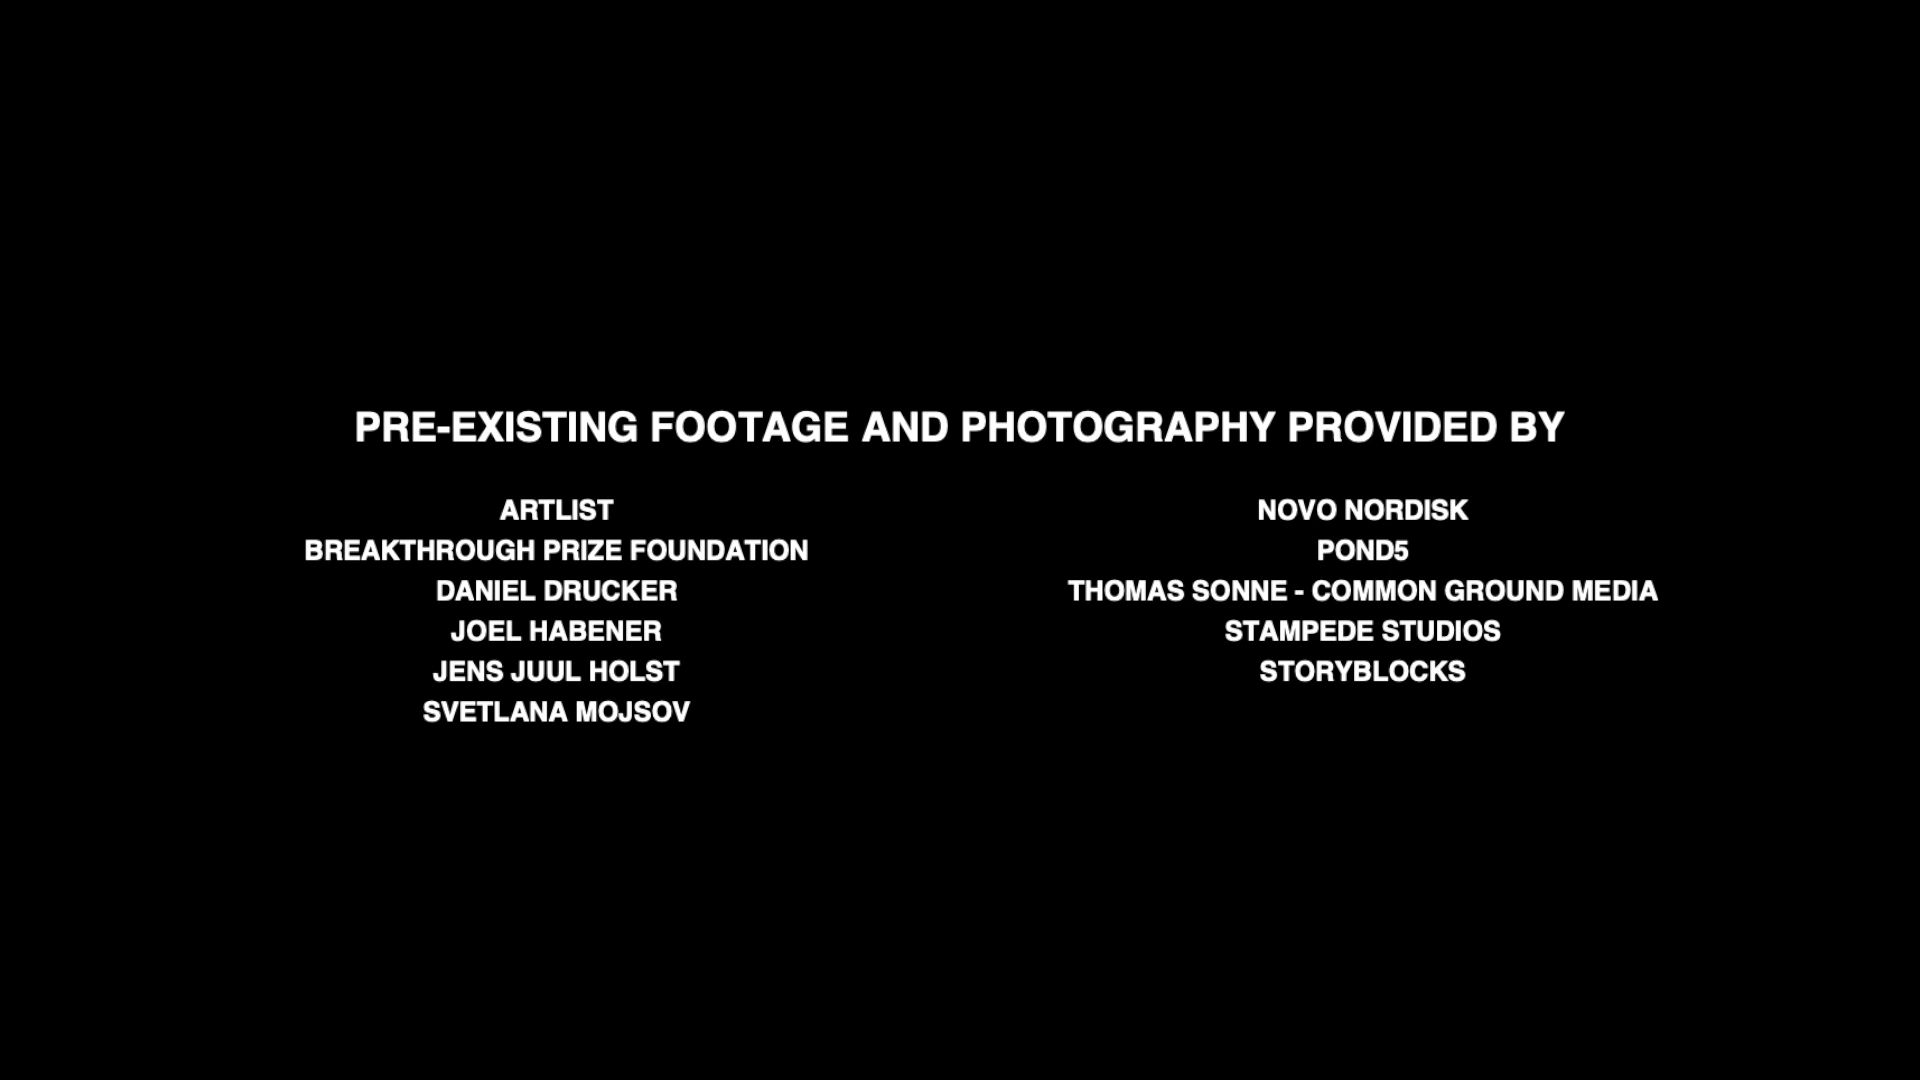 PRE-EXISTING FOOTAGE AND PHOTOGRAPHY PROVIDED BY
ARTLIST
BREAKTHROUGH PRIZE FOUNDATION
DANIEL DRUCKER
JOEL HABENER
JENS JUUL HOLST
SVETLANA MOJSOV
NOVO NORDISK
POND5
THOMAS SONNE - COMMON GROUND MEDIA
STAMPEDE STUDIOS
STORYBLOCKS